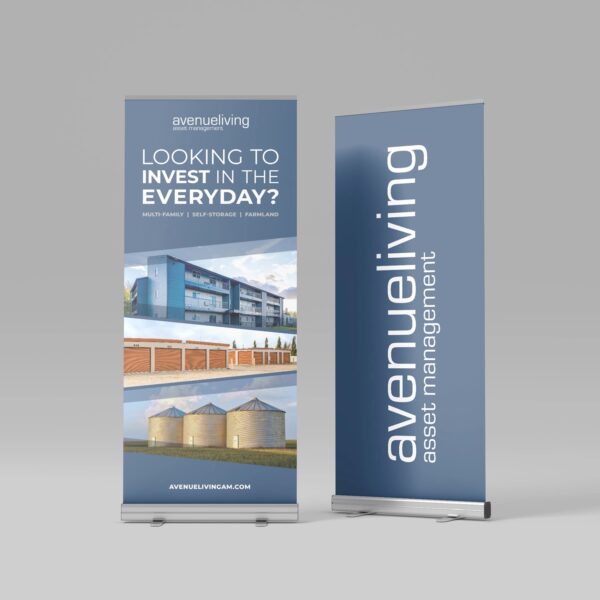 avenueliving
asset management
LOOKING TO
INVEST IN THE
EVERYDAY?
MULTI-FAMILY | SELF-STORAGE | FARMLAND
AVENUELIVINGAM.COM
avenueliving
asset management